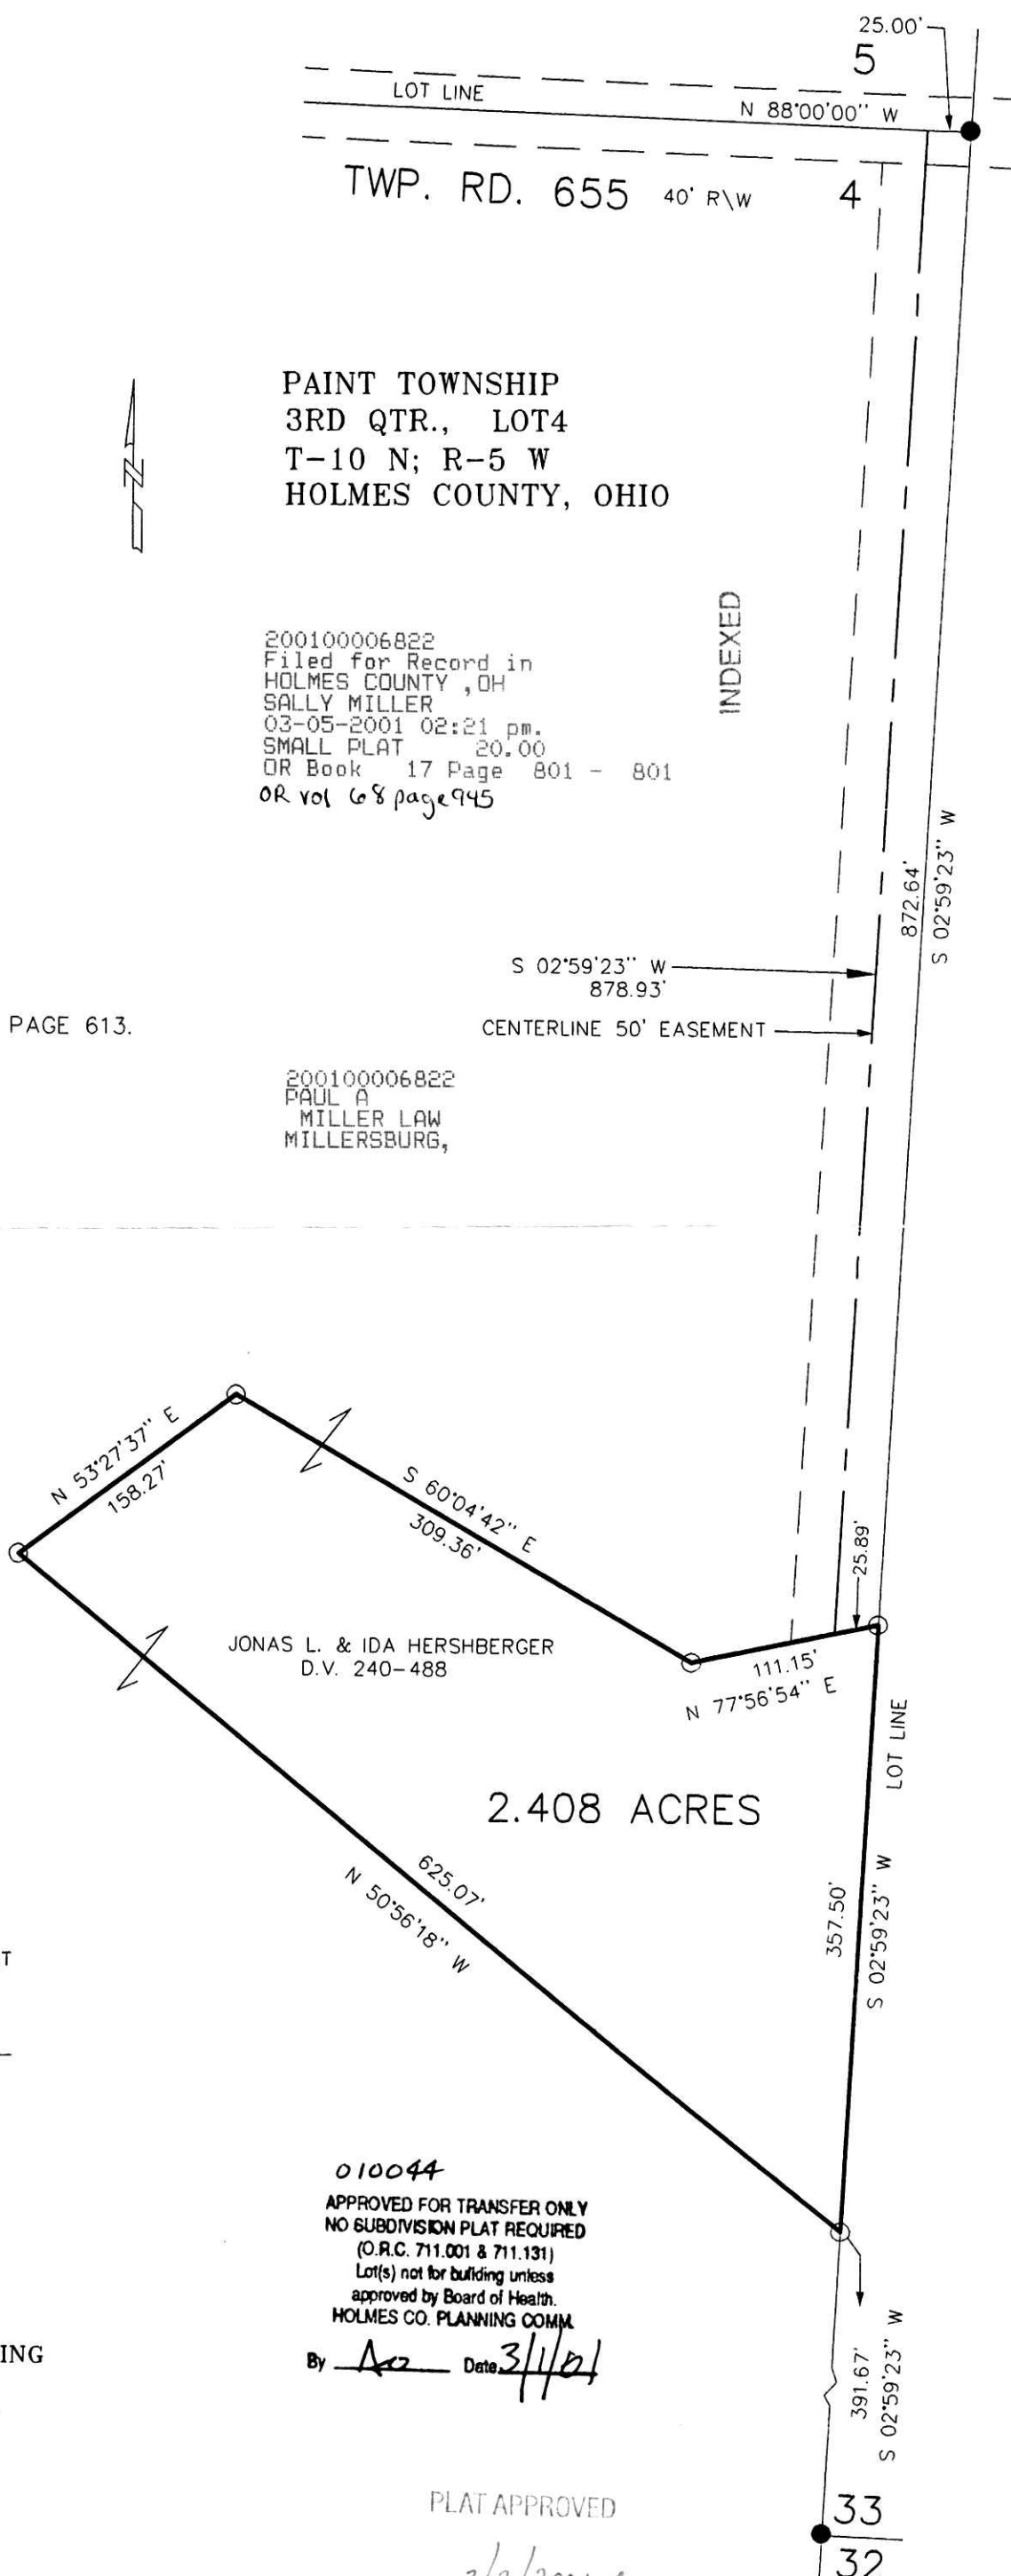 25.00'
5
LOT LINE
N 88°00'00" W
TWP. RD. 655 40' R\W
4
PAINT TOWNSHIP
3RD QTR., LOT4
T-10 N; R-5 W
HOLMES COUNTY, OHIO
N
INDEXED
200100006822
Filed for Record in
HOLMES COUNTY ,OH
SALLY MILLER
03-05-2001 02:21 pm.
SMALL PLAT 20.00
OR Book 17 Page 801 - 801
OR vol 68 page 945
872.64'
S 02°59'23" W
S 02°59'23" W
878.93'
PAGE 613.
CENTERLINE 50' EASEMENT
200100006822
PAUL A
MILLER LAW
MILLERSBURG,
N 53°27'37" E
158.27'
S 60°04'42" E
309.36'
25.89'
JONAS L. & IDA HERSHBERGER
D.V. 240-488
111.15'
N 77°56'54" E
LOT LINE
2.408 ACRES
625.07'
N 50°56'18" W
357.50'
S 02°59'23" W
T
010044
APPROVED FOR TRANSFER ONLY
NO SUBDIVISION PLAT REQUIRED
(O.R.C. 711.001 & 711.131)
Lot(s) not for building unless
approved by Board of Health.
HOLMES CO. PLANNING COMM.
By Date 3/1/01
ING
391.67'
S 02°59'23" W
PLAT APPROVED
33
32